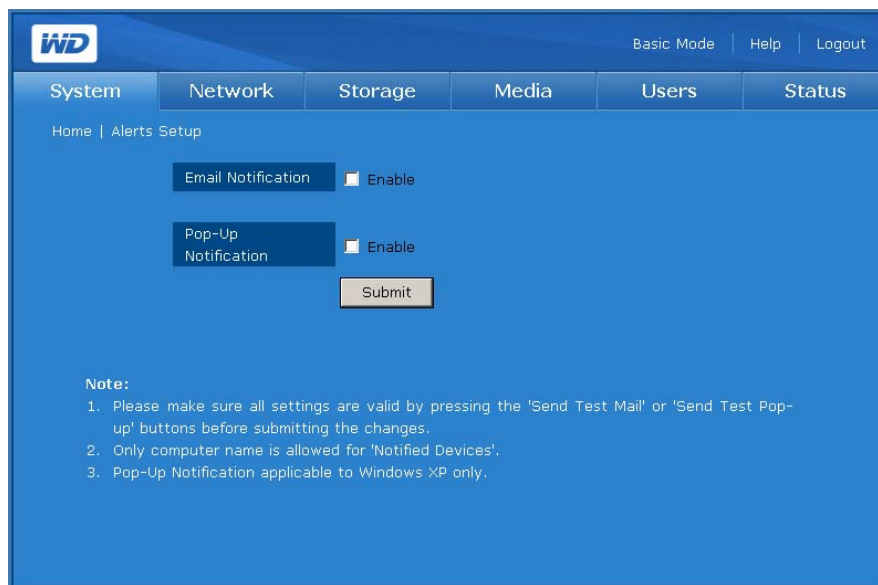 WD
Basic Mode | Help | Logout
System Network Storage Media Users Status
Home | Alerts Setup
Email Notification Enable
Pop-Up
Notification Enable
Submit
Note:
1. Please make sure all settings are valid by pressing the 'Send Test Mail' or 'Send Test Pop-
up' buttons before submitting the changes.
2. Only computer name is allowed for 'Notified Devices'.
3. Pop-Up Notification applicable to Windows XP only.